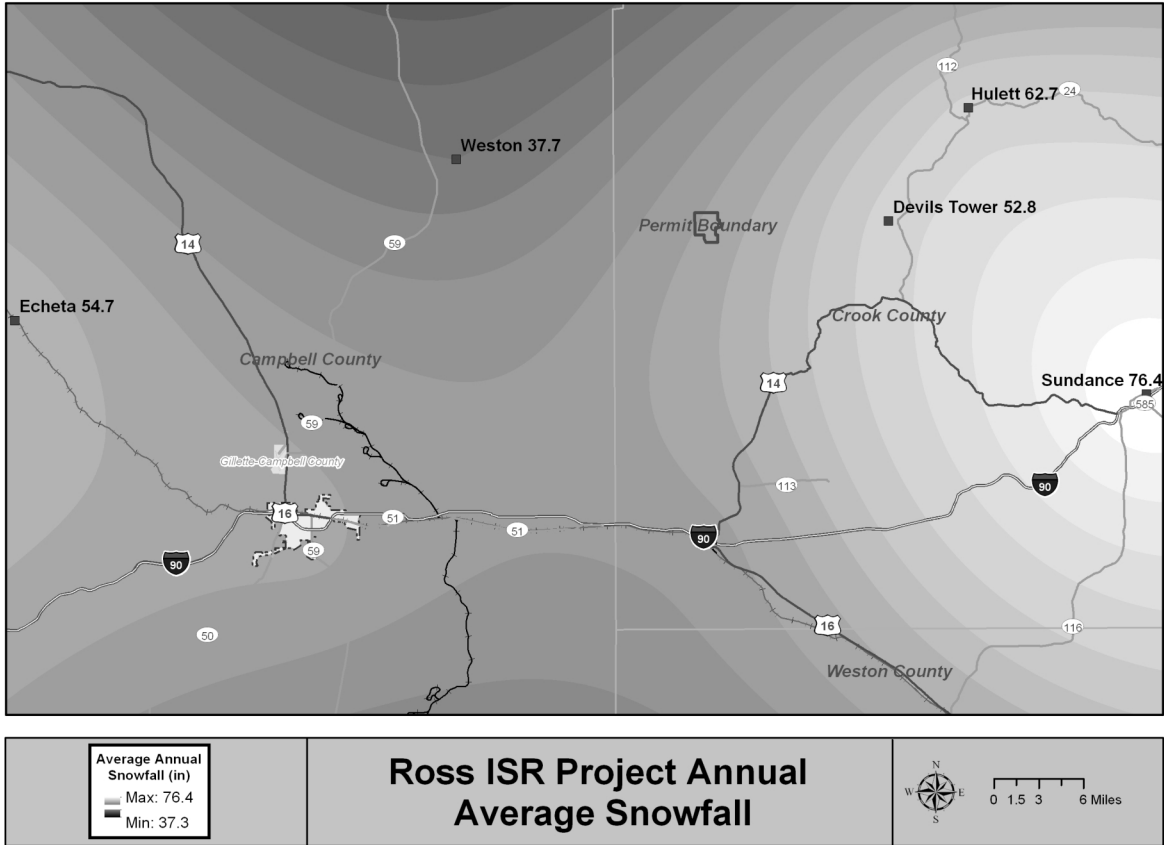 112
Hulett 62.7
24
Weston 37.7
Devils Tower 52.8
Permit Boundary
59
14
Echeta 54.7
Crook County
Campbell County
14
Sundance 76.4
585
59
Gillette-Campbell County
113
90
16
51
51
90
59
90
50
16
116
Weston County
Average Annual
Snowfall (in)
Max: 76.4
Min: 37.3
Ross ISR Project Annual
Average Snowfall
N
W E
S
0 1.5 3 6 Miles